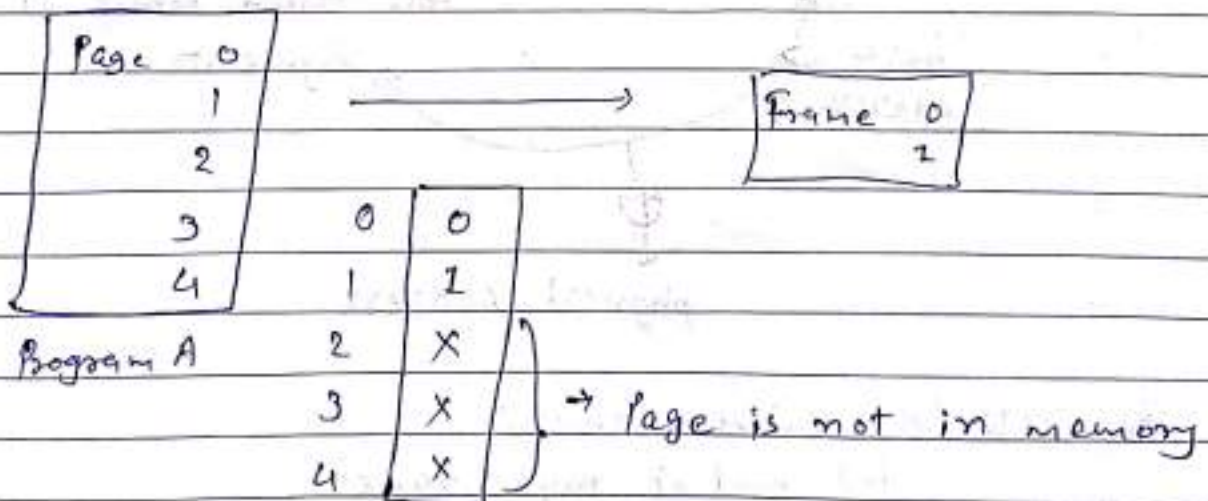 Page 0
1
2
3
4
Program A
Frame 0
1
0 0
1 1
2 X
3 X
4 X
→ Page is not in memory